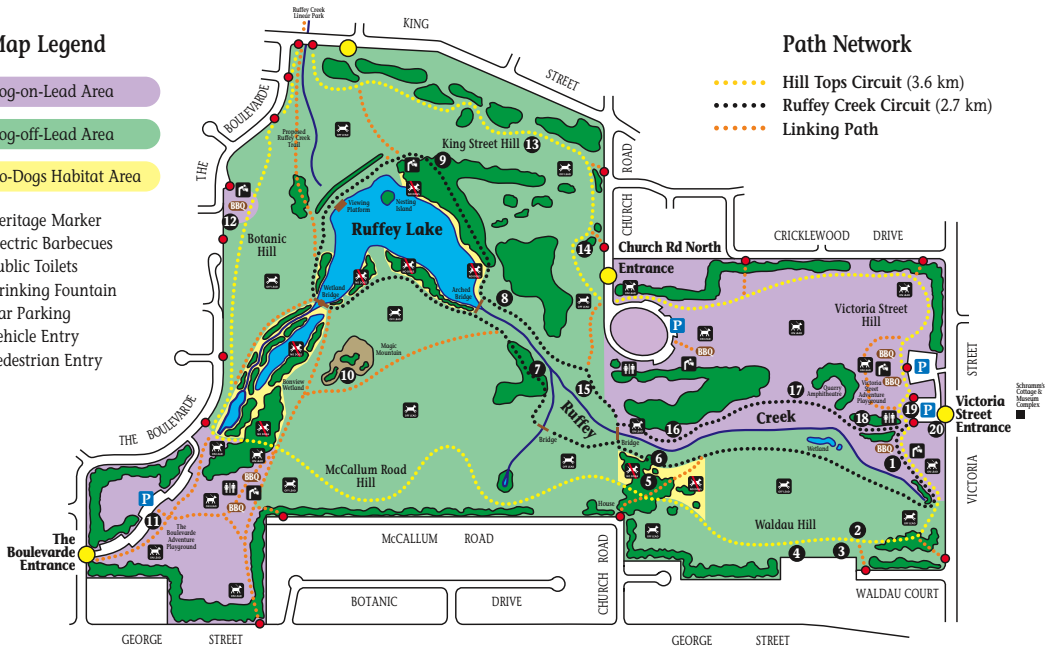 Ruffey Creek
Linear Park
KING
STREET
Map Legend
og-on-Lead Area
og-off-Lead Area
o-Dogs Habitat Area
eritage Marker
ectric Barbecues
ublic Toilets
rinking Fountain
ar Parking
ehicle Entry
edestrian Entry
Path Network
Hill Tops Circuit (3.6 km)
Ruffey Creek Circuit (2.7 km)
Linking Path
THE
BOULEVARDE
Proposed
Ruffey Creek
Trail
King Street Hill
13
9
CHURCH
ROAD
BBQ
12
Botanic
Hill
Viewing
Platform
Nesting
Island
Ruffey Lake
14
Church Rd North
Entrance
CRICKLEWOOD DRIVE
Wetland
Bridge
Arched
Bridge
8
P
BBQ
Victoria Street
Hill
BBQ
P
STREET
Magic
Mountain
10
Bonview
Wetland
7
15
17
Quarry
Amphitheatre
Victoria
Street
Adventure
Playground
BBQ
18
19
P
20
Victoria
Street
Entrance
Schramm's
Cottage &
Museum
Complex
THE BOULEVARDE
Ruffey
Creek
16
Bridge
Bridge
Wetland
BBQ
1
VICTORIA
McCallum Road
Hill
6
5
BBQ
BBQ
P
11
The
Boulevarde
Adventure
Playground
House
Waldau Hill
2
3
4
The
Boulevarde
Entrance
McCALLUM ROAD
CHURCH ROAD
WALDAU COURT
BOTANIC DRIVE
GEORGE STREET
GEORGE STREET